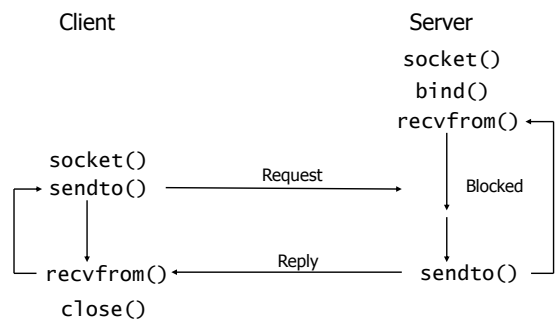 Client
Server
socket()
bind()
recvfrom()
socket()
sendto()
Request
Blocked
recvfrom()
Reply
sendto()
close()